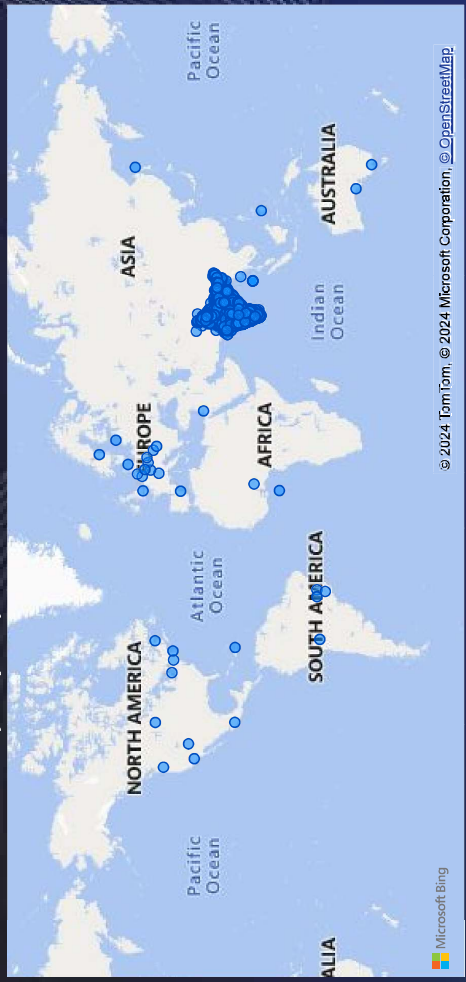 Pacific
Ocean
NORTH AMERICA
Atlantic
Ocean
EUROPE
ASIA
Pacific
Ocean
AFRICA
SOUTH AMERICA
Indian
Ocean
AUSTRALIA
ALIA
Microsoft Bing
© 2024 TomTom, © 2024 Microsoft Corporation, © OpenStreetMap